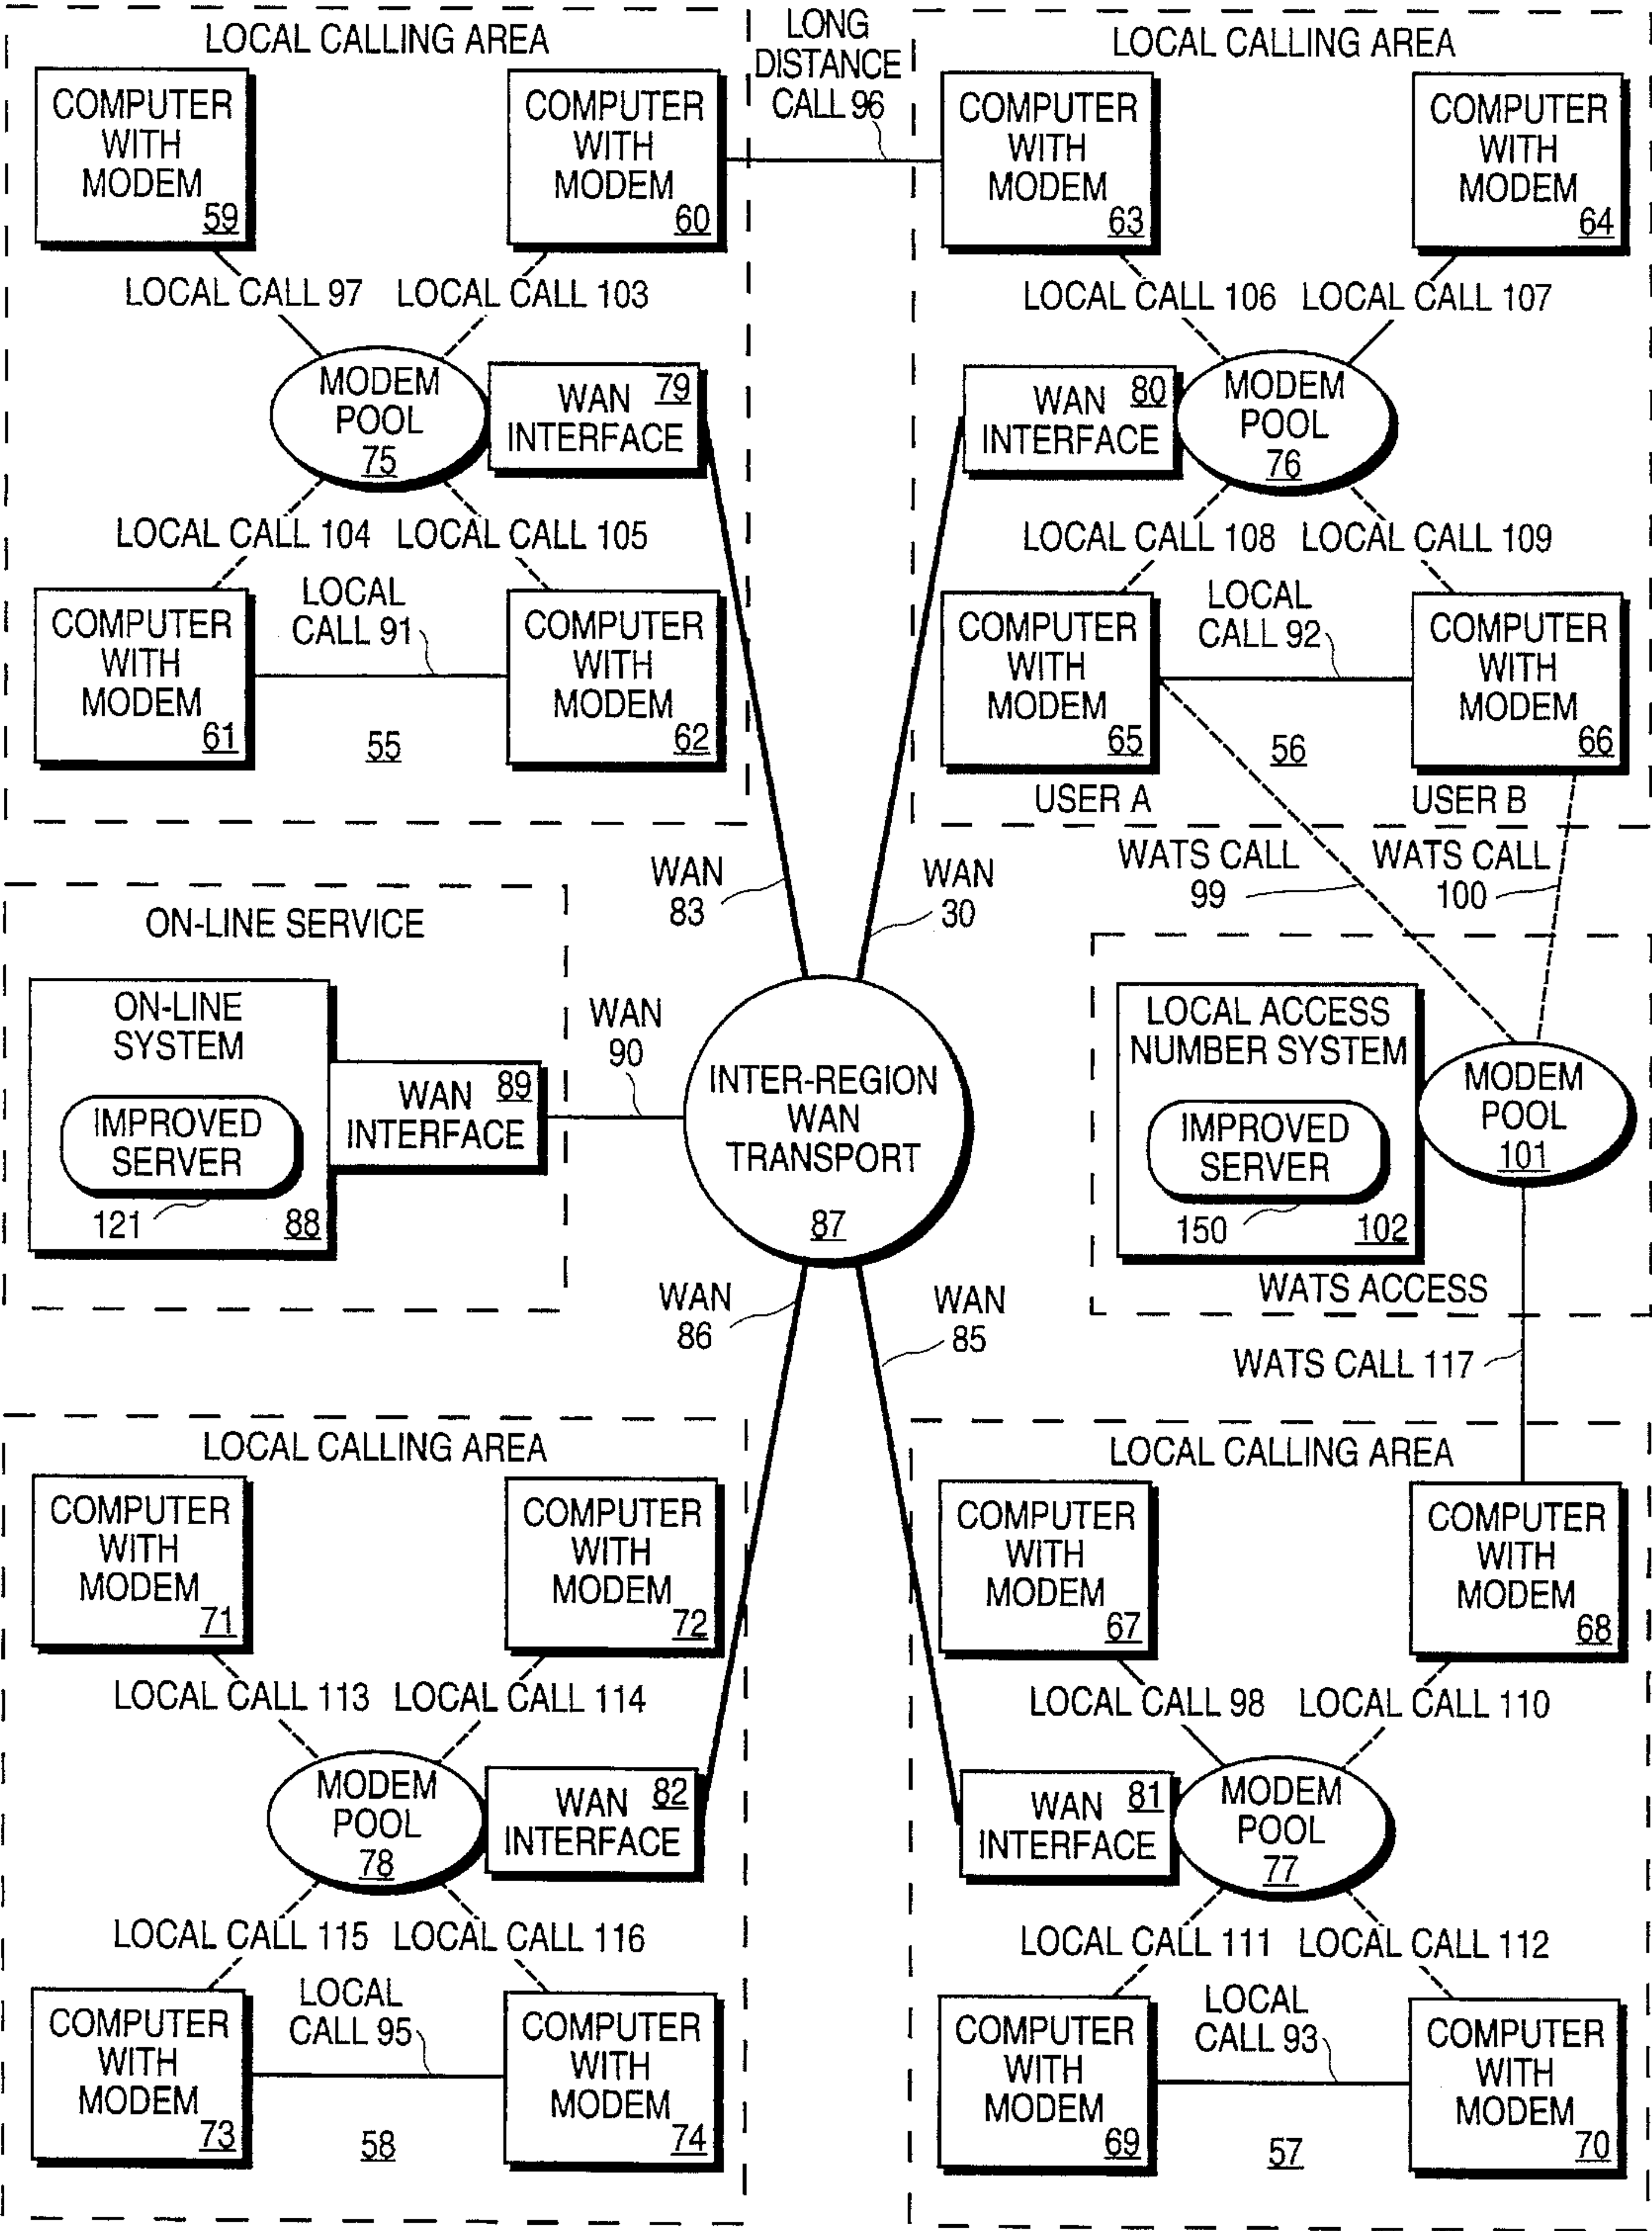 LOCAL CALLING AREA
COMPUTER
WITH
MODEM
59
COMPUTER
WITH
MODEM
60
LOCAL CALL 97
LOCAL CALL 103
MODEM
POOL
75
WAN
INTERFACE
79
LOCAL CALL 104
LOCAL CALL 105
COMPUTER
WITH
MODEM
61
LOCAL
CALL 91
COMPUTER
WITH
MODEM
62
55
LONG
DISTANCE
CALL 96
LOCAL CALLING AREA
COMPUTER
WITH
MODEM
63
COMPUTER
WITH
MODEM
64
LOCAL CALL 106
LOCAL CALL 107
WAN
INTERFACE
80
MODEM
POOL
76
LOCAL CALL 108
LOCAL CALL 109
COMPUTER
WITH
MODEM
65
LOCAL
CALL 92
COMPUTER
WITH
MODEM
66
56
USER A
USER B
WAN
83
WAN
30
WATS CALL
99
WATS CALL
100
ON-LINE SERVICE
ON-LINE
SYSTEM
IMPROVED
SERVER
121
88
WAN
INTERFACE
89
WAN
90
INTER-REGION
WAN
TRANSPORT
87
LOCAL ACCESS
NUMBER SYSTEM
IMPROVED
SERVER
150
102
MODEM
POOL
101
WATS ACCESS
WAN
86
WAN
85
WATS CALL 117
LOCAL CALLING AREA
COMPUTER
WITH
MODEM
71
COMPUTER
WITH
MODEM
72
LOCAL CALL 113
LOCAL CALL 114
MODEM
POOL
78
WAN
INTERFACE
82
LOCAL CALL 115
LOCAL CALL 116
COMPUTER
WITH
MODEM
73
LOCAL
CALL 95
COMPUTER
WITH
MODEM
74
58
LOCAL CALLING AREA
COMPUTER
WITH
MODEM
67
COMPUTER
WITH
MODEM
68
LOCAL CALL 98
LOCAL CALL 110
WAN
INTERFACE
81
MODEM
POOL
77
LOCAL CALL 111
LOCAL CALL 112
COMPUTER
WITH
MODEM
69
LOCAL
CALL 93
COMPUTER
WITH
MODEM
70
57